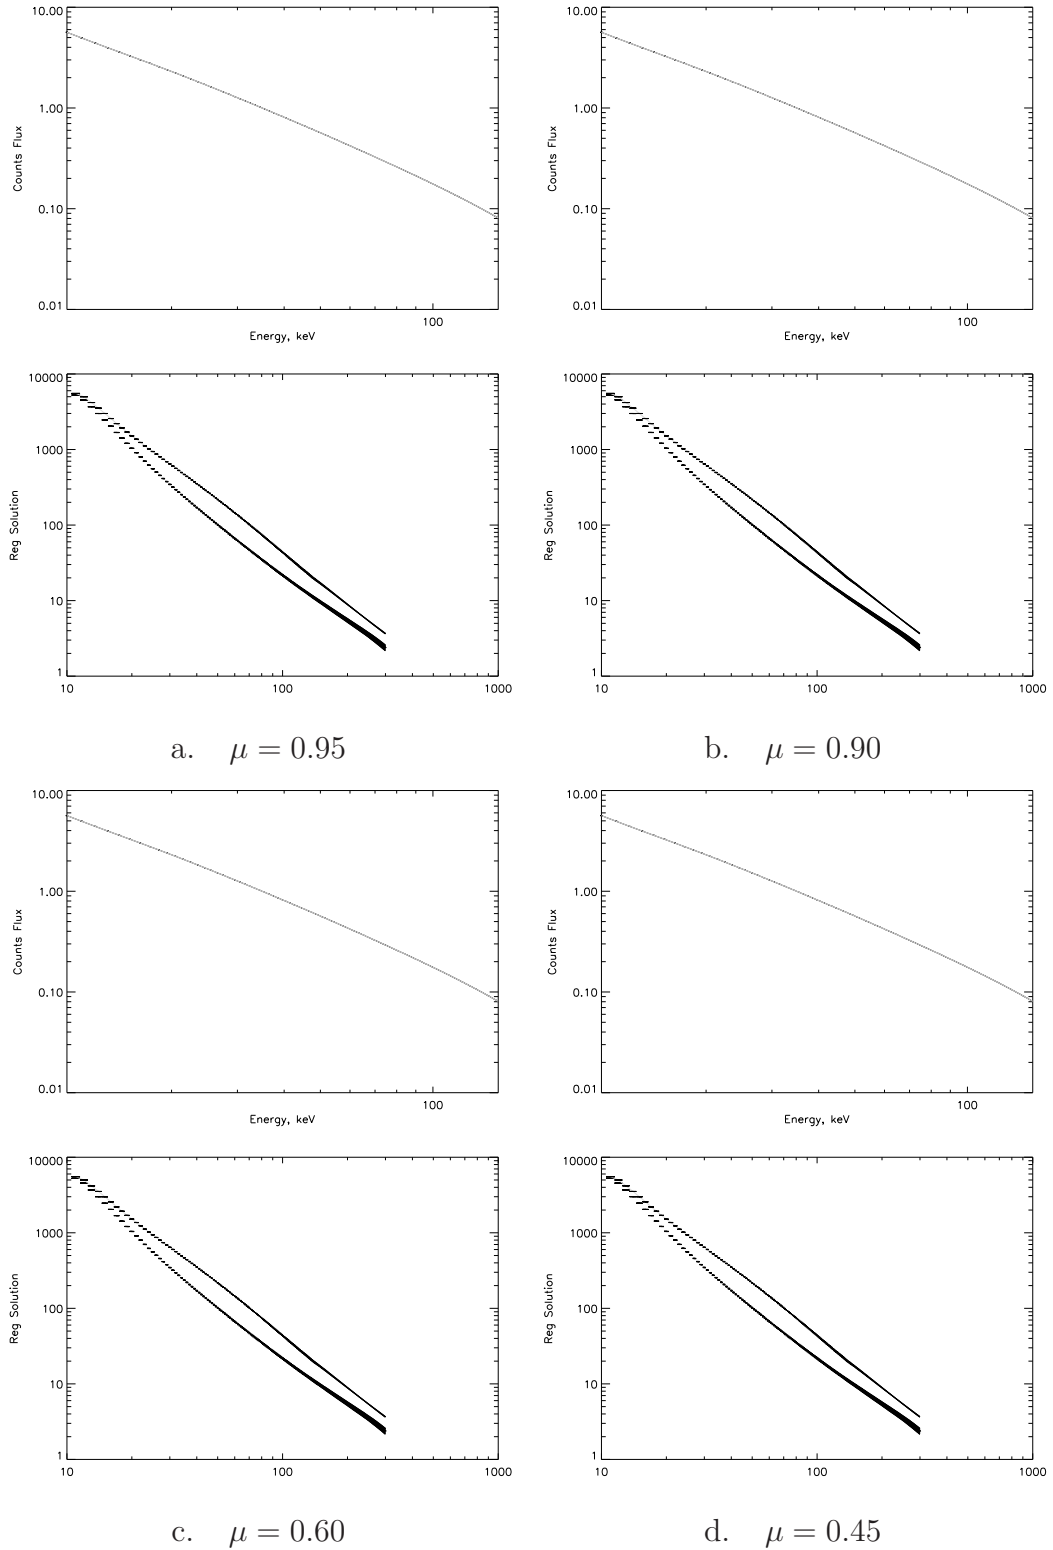 10.00
1.00
0.10
0.01
Counts Flux
100
Energy, keV
10000
1000
100
10
1
Reg Solution
10 100 1000
a. μ = 0.95
10.00
1.00
0.10
0.01
Counts Flux
100
Energy, keV
10000
1000
100
10
1
Reg Solution
10 100 1000
b. μ = 0.90
10.00
1.00
0.10
0.01
Counts Flux
100
Energy, keV
10000
1000
100
10
1
Reg Solution
10 100 1000
c. μ = 0.60
10.00
1.00
0.10
0.01
Counts Flux
100
Energy, keV
10000
1000
100
10
1
Reg Solution
10 100 1000
d. μ = 0.45